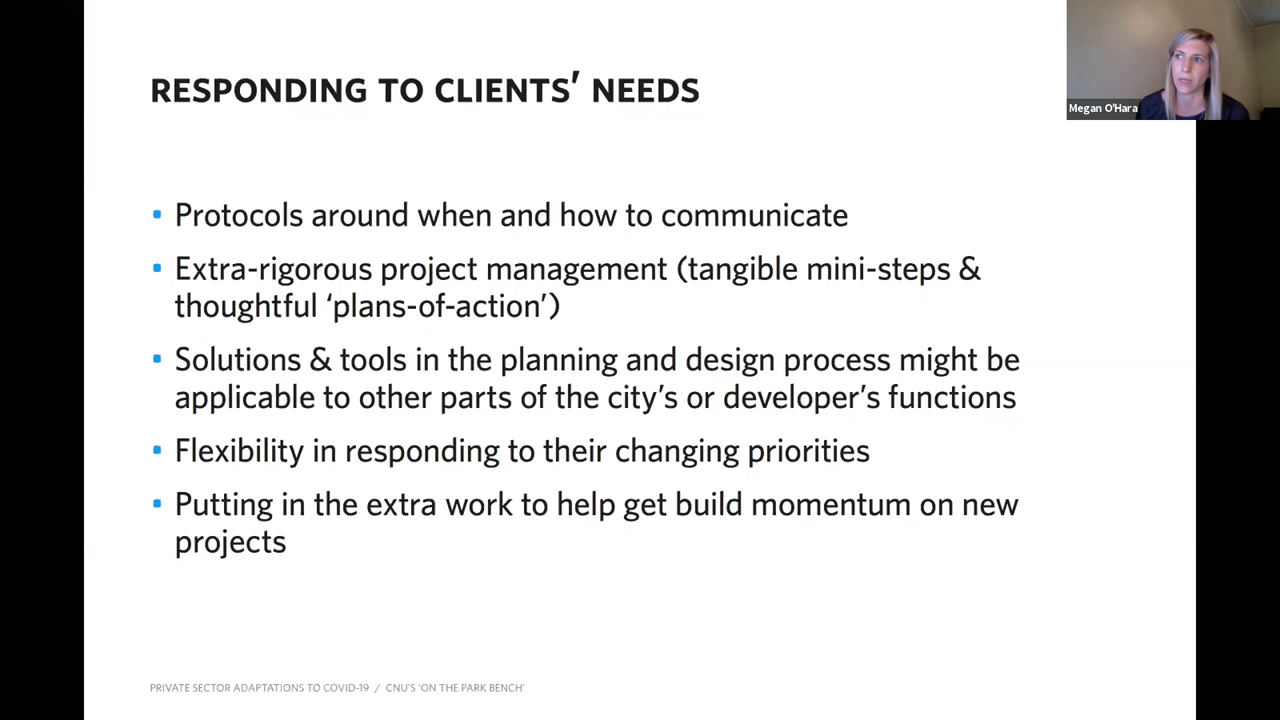 RESPONDING TO CLIENTS’ NEEDS
Megan O'Hara
▪ Protocols around when and how to communicate
▪ Extra-rigorous project management (tangible mini-steps &
thoughtful ‘plans-of-action’)
▪ Solutions & tools in the planning and design process might be
applicable to other parts of the city’s or developer’s functions
▪ Flexibility in responding to their changing priorities
▪ Putting in the extra work to help get build momentum on new
projects
PRIVATE SECTOR ADAPTATIONS TO COVID-19 / CNU’S ‘ON THE PARK BENCH’